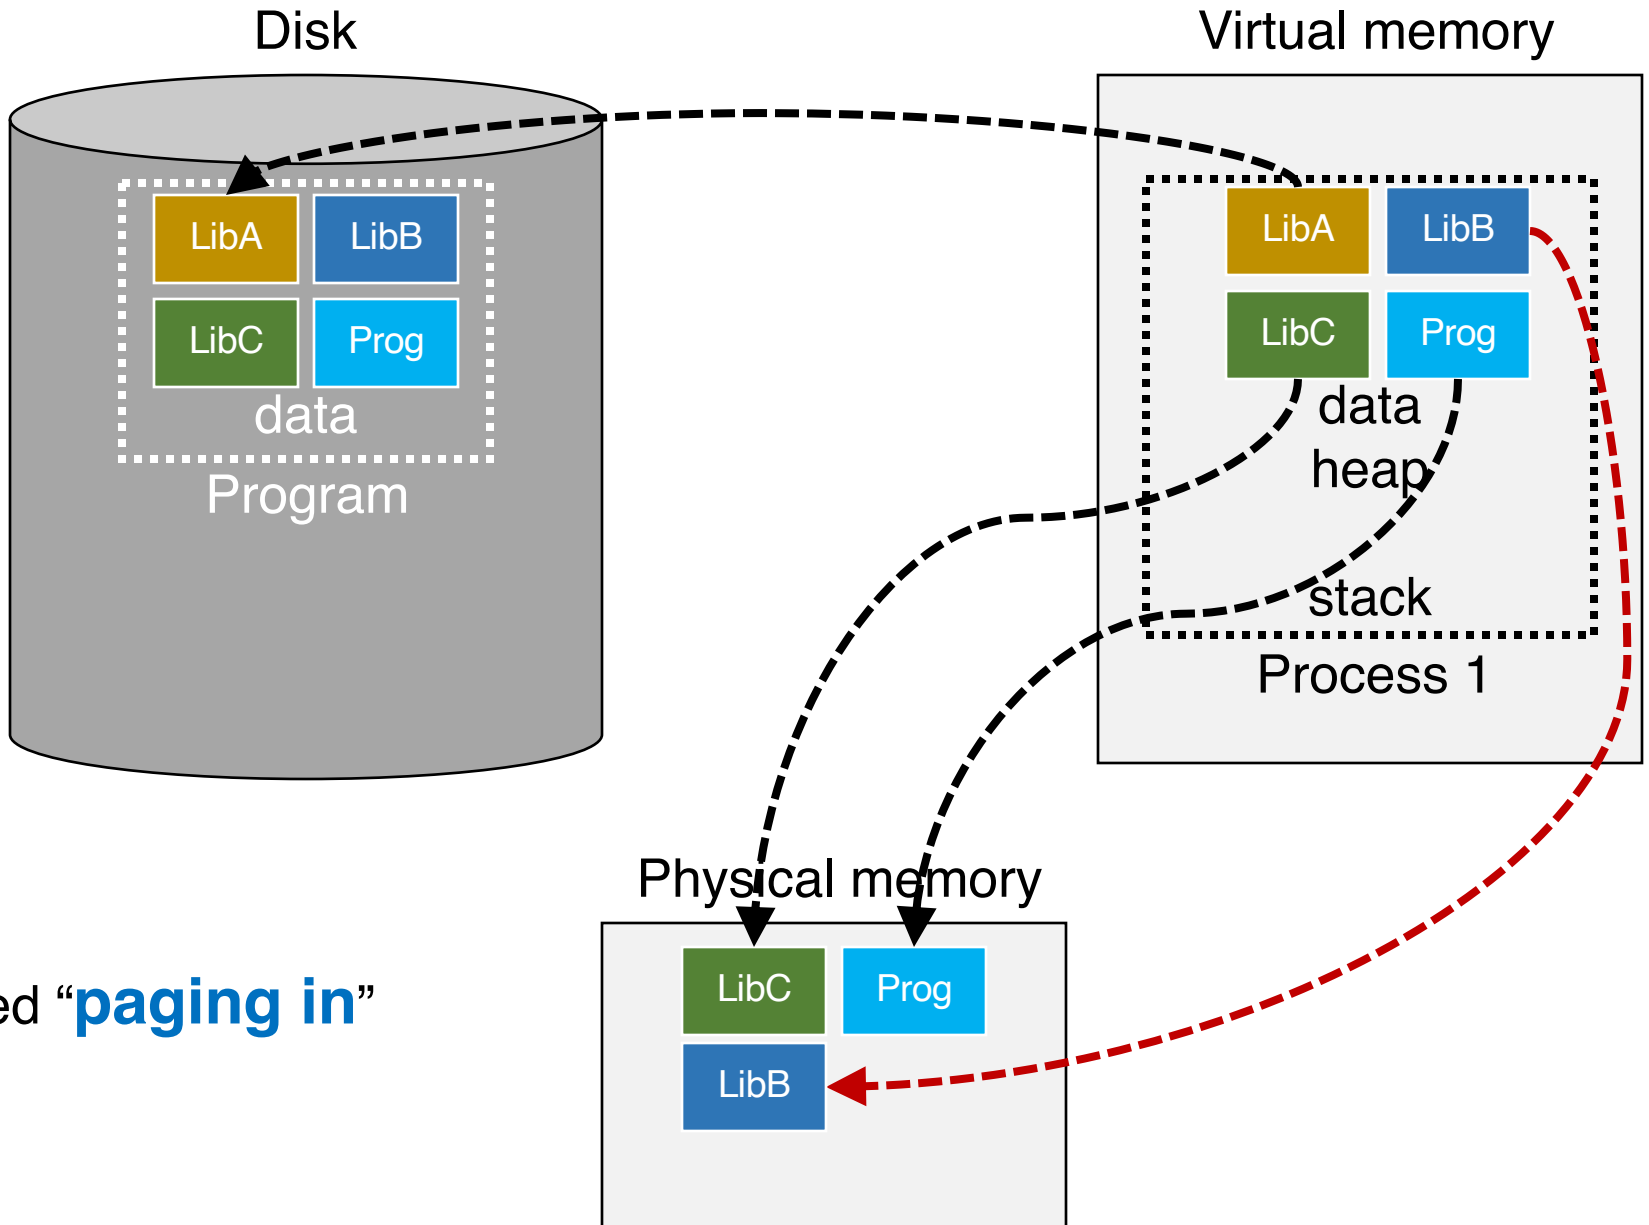 Disk
LibA LibB
LibC Prog
data
Program
Virtual memory
LibA LibB
LibC Prog
data
heap
stack
Process 1
Physical memory
LibC Prog
LibB
ed “paging in”